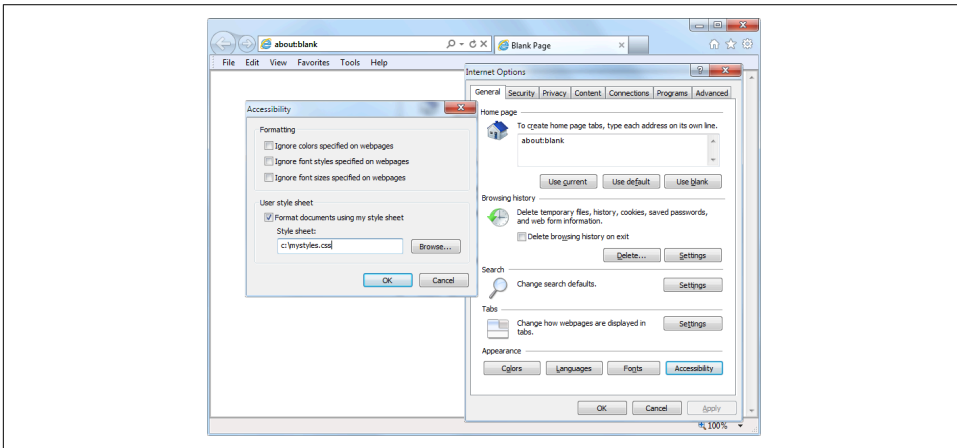 about:blank
Blank Page
File Edit View Favorites Tools Help
Internet Options
General Security Privacy Content Connections Programs Advanced
Home page
To create home page tabs, type each address on its own line.
about:blank
Use current Use default Use blank
Browsing history
Delete temporary files, history, cookies, saved passwords,
and web form information.
Delete browsing history on exit
Delete... Settings
Search
Change search defaults.
Settings
Tabs
Change how webpages are displayed in
tabs.
Settings
Appearance
Colors Languages Fonts Accessibility
OK Cancel Apply
Accessibility
Formatting
Ignore colors specified on webpages
Ignore font styles specified on webpages
Ignore font sizes specified on webpages
User style sheet
Format documents using my style sheet
Style sheet:
c:\mystyles.css
Browse...
OK Cancel
100%